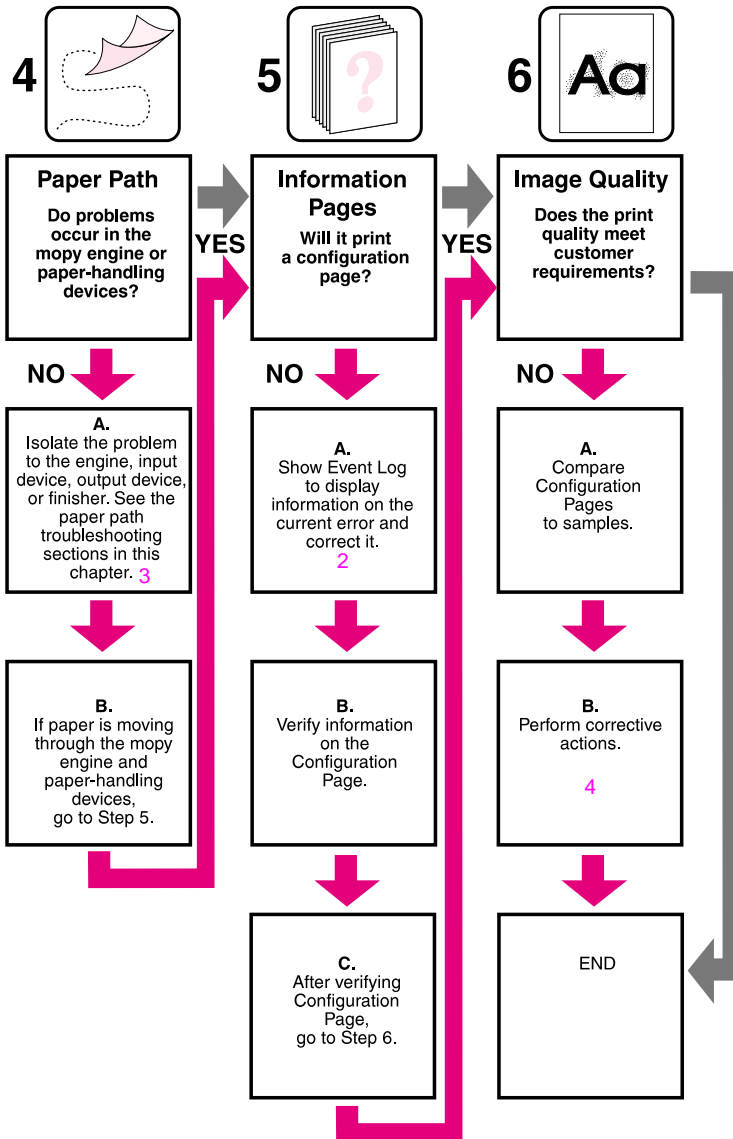 4
Paper Path
Do problems
occur in the
mopy engine or
paper-handling
devices?
YES
NO
A.
Isolate the problem
to the engine, input
device, output device,
or finisher. See the
paper path
troubleshooting
sections in this
chapter. 3
B.
If paper is moving
through the mopy
engine and
paper-handling
devices,
go to Step 5.
5
?
Information
Pages
Will it print
a configuration
page?
YES
NO
A.
Show Event Log
to display
information on the
current error and
correct it.
2
B.
Verify information
on the
Configuration
Page.
C.
After verifying
Configuration
Page,
go to Step 6.
6
Aa
Image Quality
Does the print
quality meet
customer
requirements?
NO
A.
Compare
Configuration
Pages
to samples.
B.
Perform corrective
actions.
4
END